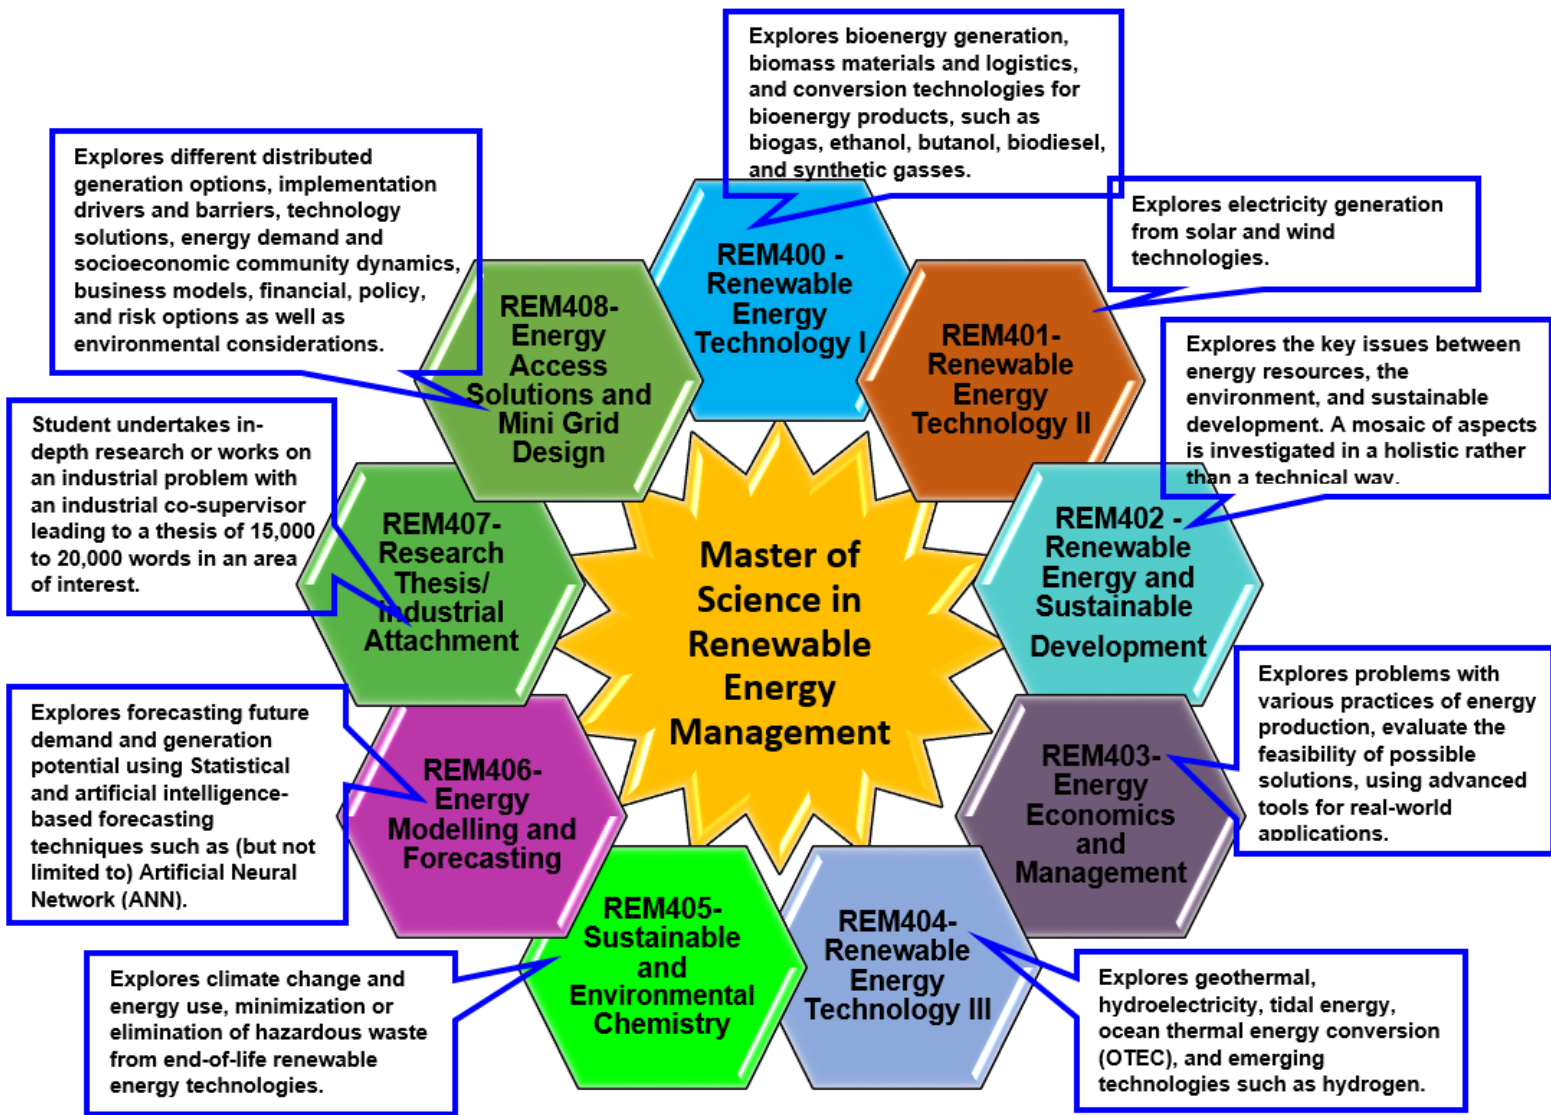 Explores bioenergy generation,
biomass materials and logistics,
and conversion technologies for
bioenergy products, such as
biogas, ethanol, butanol, biodiesel,
and synthetic gasses.
REM400 -
Renewable
Energy
Technology I
Explores electricity generation
from solar and wind
technologies.
REM401-
Renewable
Energy
Technology II
Explores the key issues between
energy resources, the
environment, and sustainable
development. A mosaic of aspects
is investigated in a holistic rather
than a technical way.
REM402 -
Renewable
Energy and
Sustainable
Development
Explores problems with
various practices of energy
production, evaluate the
feasibility of possible
solutions, using advanced
tools for real-world
applications.
REM403-
Energy
Economics
and
Management
Explores geothermal,
hydroelectricity, tidal energy,
ocean thermal energy conversion
(OTEC), and emerging
technologies such as hydrogen.
REM404-
Renewable
Energy
Technology III
Explores climate change and
energy use, minimization or
elimination of hazardous waste
from end-of-life renewable
energy technologies.
REM405-
Sustainable
and
Environmental
Chemistry
Explores forecasting future
demand and generation
potential using Statistical
and artificial intelligence-
based forecasting
techniques such as (but not
limited to) Artificial Neural
Network (ANN).
REM406-
Energy
Modelling and
Forecasting
Student undertakes in-
depth research or works on
an industrial problem with
an industrial co-supervisor
leading to a thesis of 15,000
to 20,000 words in an area
of interest.
REM407-
Research
Thesis/
Industrial
Attachment
Explores different distributed
generation options, implementation
drivers and barriers, technology
solutions, energy demand and
socioeconomic community dynamics,
business models, financial, policy,
and risk options as well as
environmental considerations.
REM408-
Energy
Access
Solutions and
Mini Grid
Design
Master of
Science in
Renewable
Energy
Management